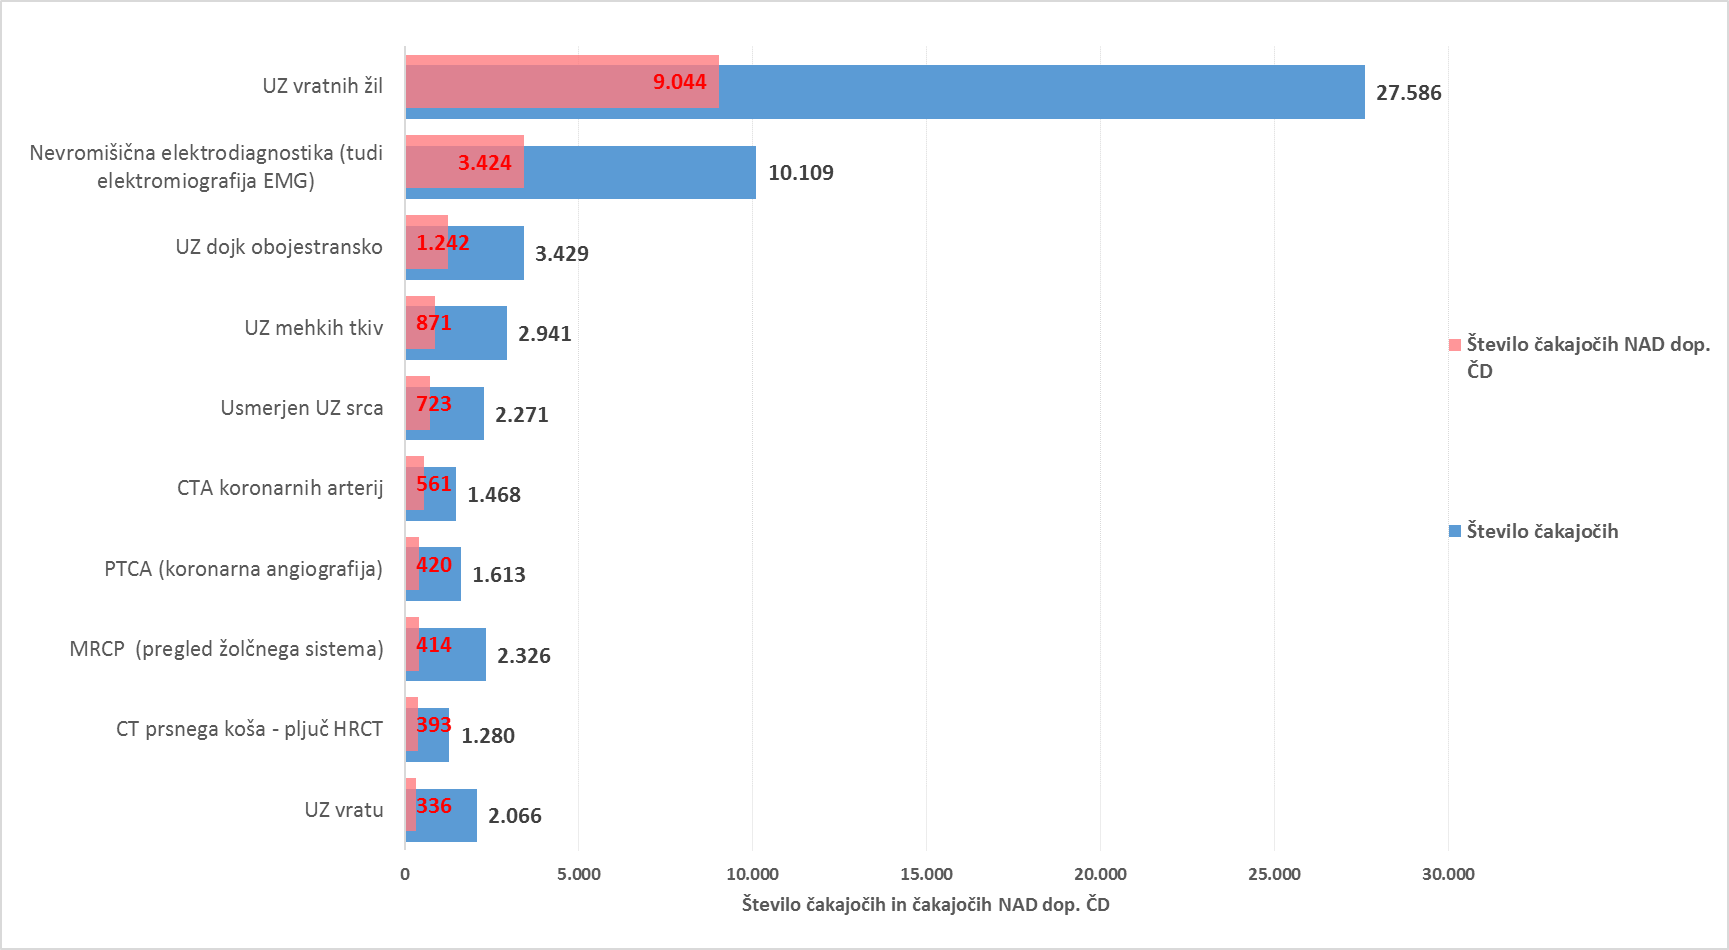 UZ vratnih žil
9.044
27.586
Nevromišična elektrodiagnostika (tudi
elektromiografija EMG)
3.424
10.109
UZ dojk obojestransko
1.242
3.429
UZ mehkih tkiv
871
2.941
Usmerjen UZ srca
723
2.271
CTA koronarnih arterij
561
1.468
PTCA (koronarna angiografija)
420
1.613
MRCP  (pregled žolčnega sistema)
414
2.326
CT prsnega koša - pljuč HRCT
393
1.280
UZ vratu
336
2.066
0
5.000
10.000
15.000
20.000
25.000
30.000
Število čakajočih in čakajočih NAD dop. ČD
Število čakajočih NAD dop.
ČD
Število čakajočih